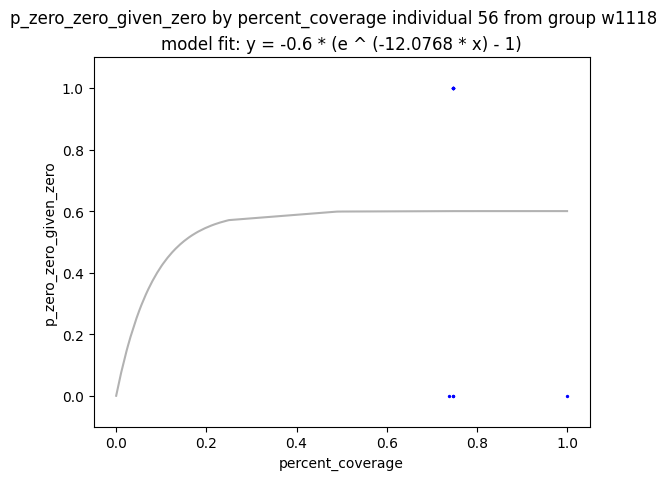 p_zero_zero_given_zero by percent_coverage individual 56 from group w1118
model fit: y = -0.6 * (e ^ (-12.0768 * x) - 1)
1.0
0.8
0.6
0.4
0.2
0.0
p_zero_zero_given_zero
0.0 0.2 0.4 0.6 0.8 1.0
percent_coverage